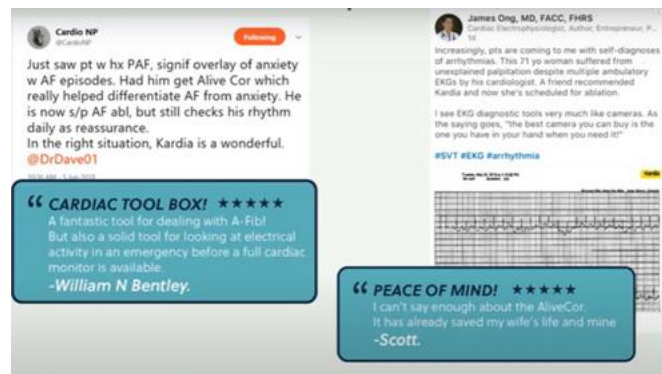 Cardio NP
@CardioNP
Following
Just saw pt w hx PAF, signif overlay of anxiety
w AF episodes. Had him get Alive Cor which
really helped differentiate AF from anxiety. He
is now s/p AF abl, but still checks his rhythm
daily as reassurance.
In the right situation, Kardia is a wonderful.
@DrDave01
James Ong, MD, FACC, FHRS
Cardiac Electrophysiologist, Author, Entrepreneur, P...
1d
Increasingly, pts are coming to me with self-diagnoses
of arrhythmias. This 71 yo woman suffered from
unexplained palpitation despite multiple ambulatory
EKGs by his cardiologist. A friend recommended
Kardia and now she's scheduled for ablation.
I see EKG diagnostic tools very much like cameras. As
the saying goes, "the best camera you can buy is the
one you have in your hand when you need it!"
#SVT #EKG #arrhythmia
Kardia
“ CARDIAC TOOL BOX! ★★★★★
A fantastic tool for dealing with A-Fib!
But also a solid tool for looking at electrical
activity in an emergency before a full cardiac
monitor is available.
-William N Bentley.
“ PEACE OF MIND! ★★★★★
I can't say enough about the AliveCor.
It has already saved my wife's life and mine
-Scott.